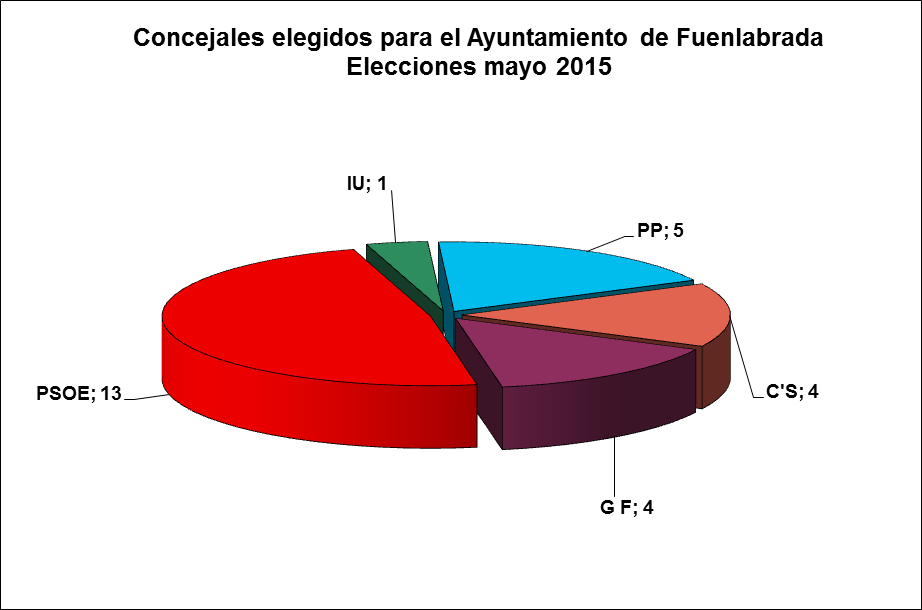 Concejales elegidos para el Ayuntamiento de Fuenlabrada
Elecciones mayo 2015
IU; 1
PP; 5
PSOE; 13
C'S; 4
G F; 4